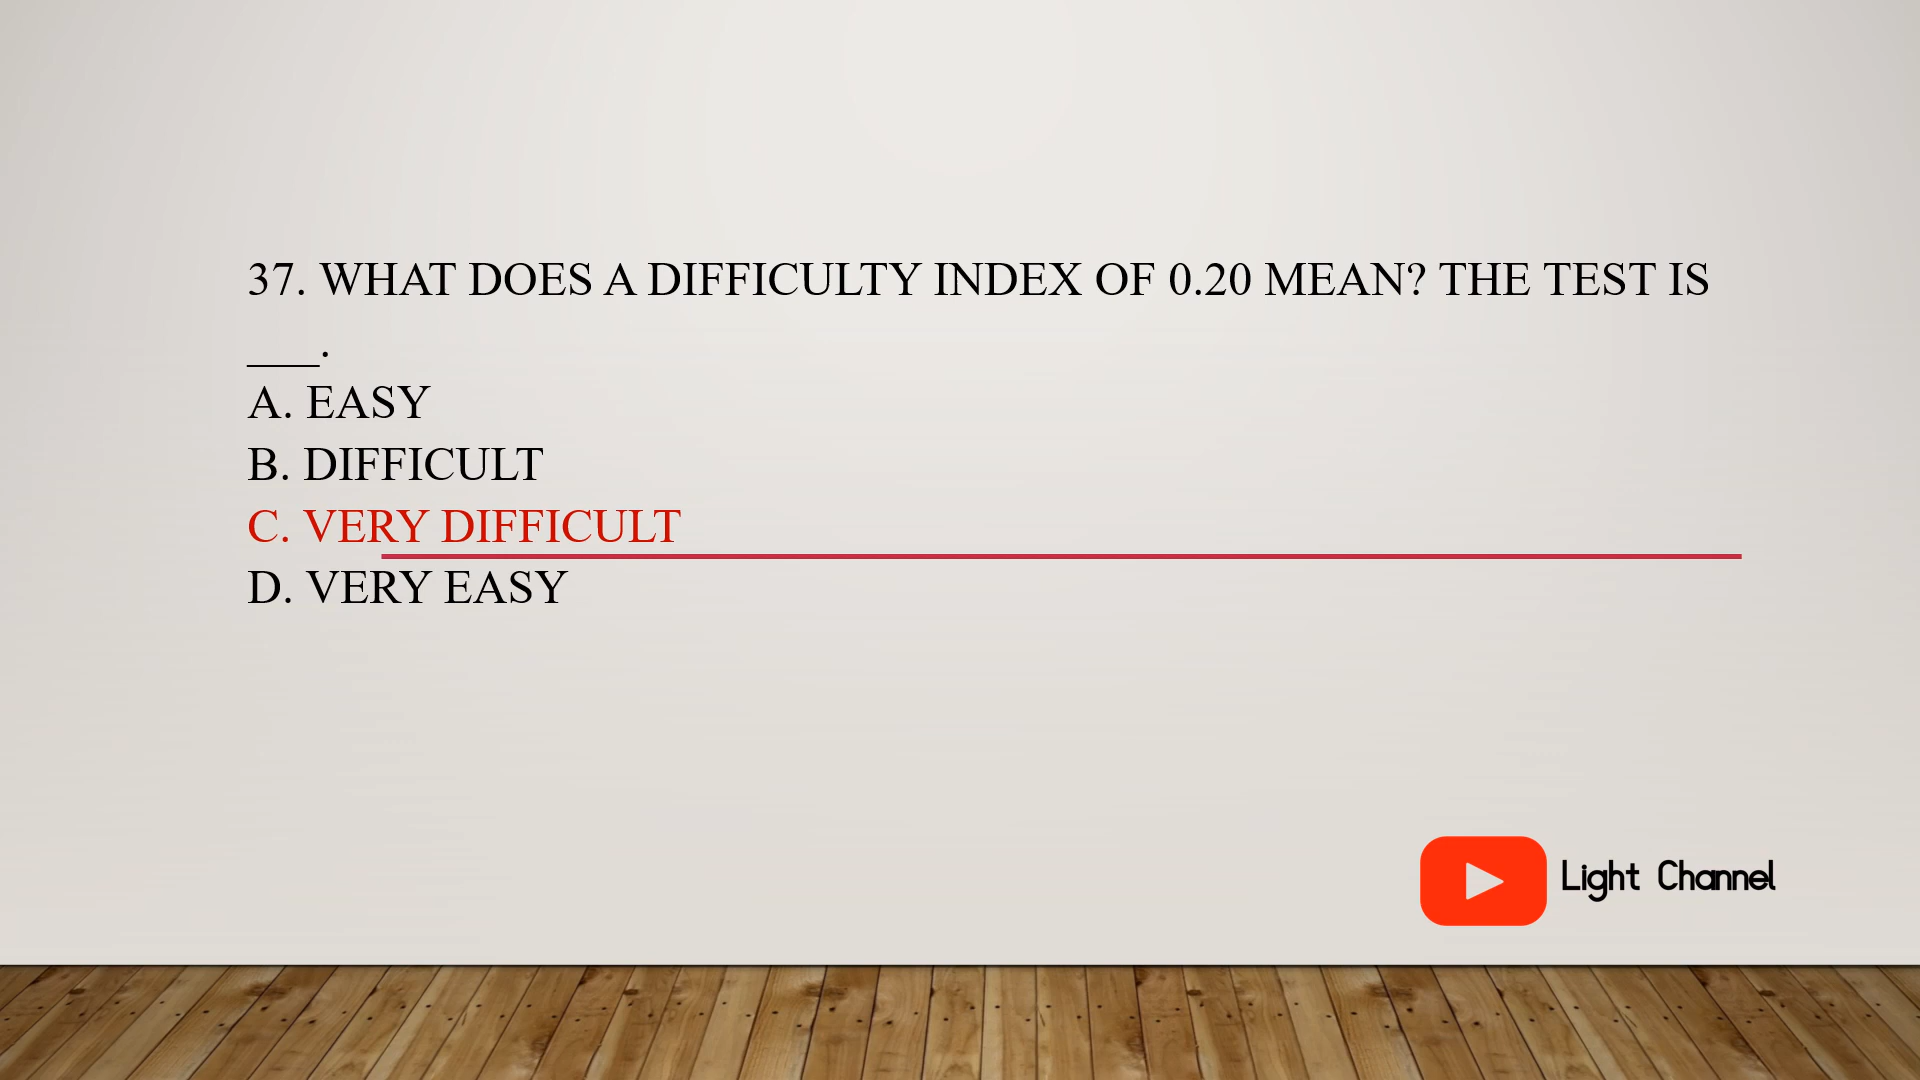 37. WHAT DOES A DIFFICULTY INDEX OF 0.20 MEAN? THE TEST IS
___.
A. EASY
B. DIFFICULT
C. VERY DIFFICULT
D. VERY EASY
Light Channel